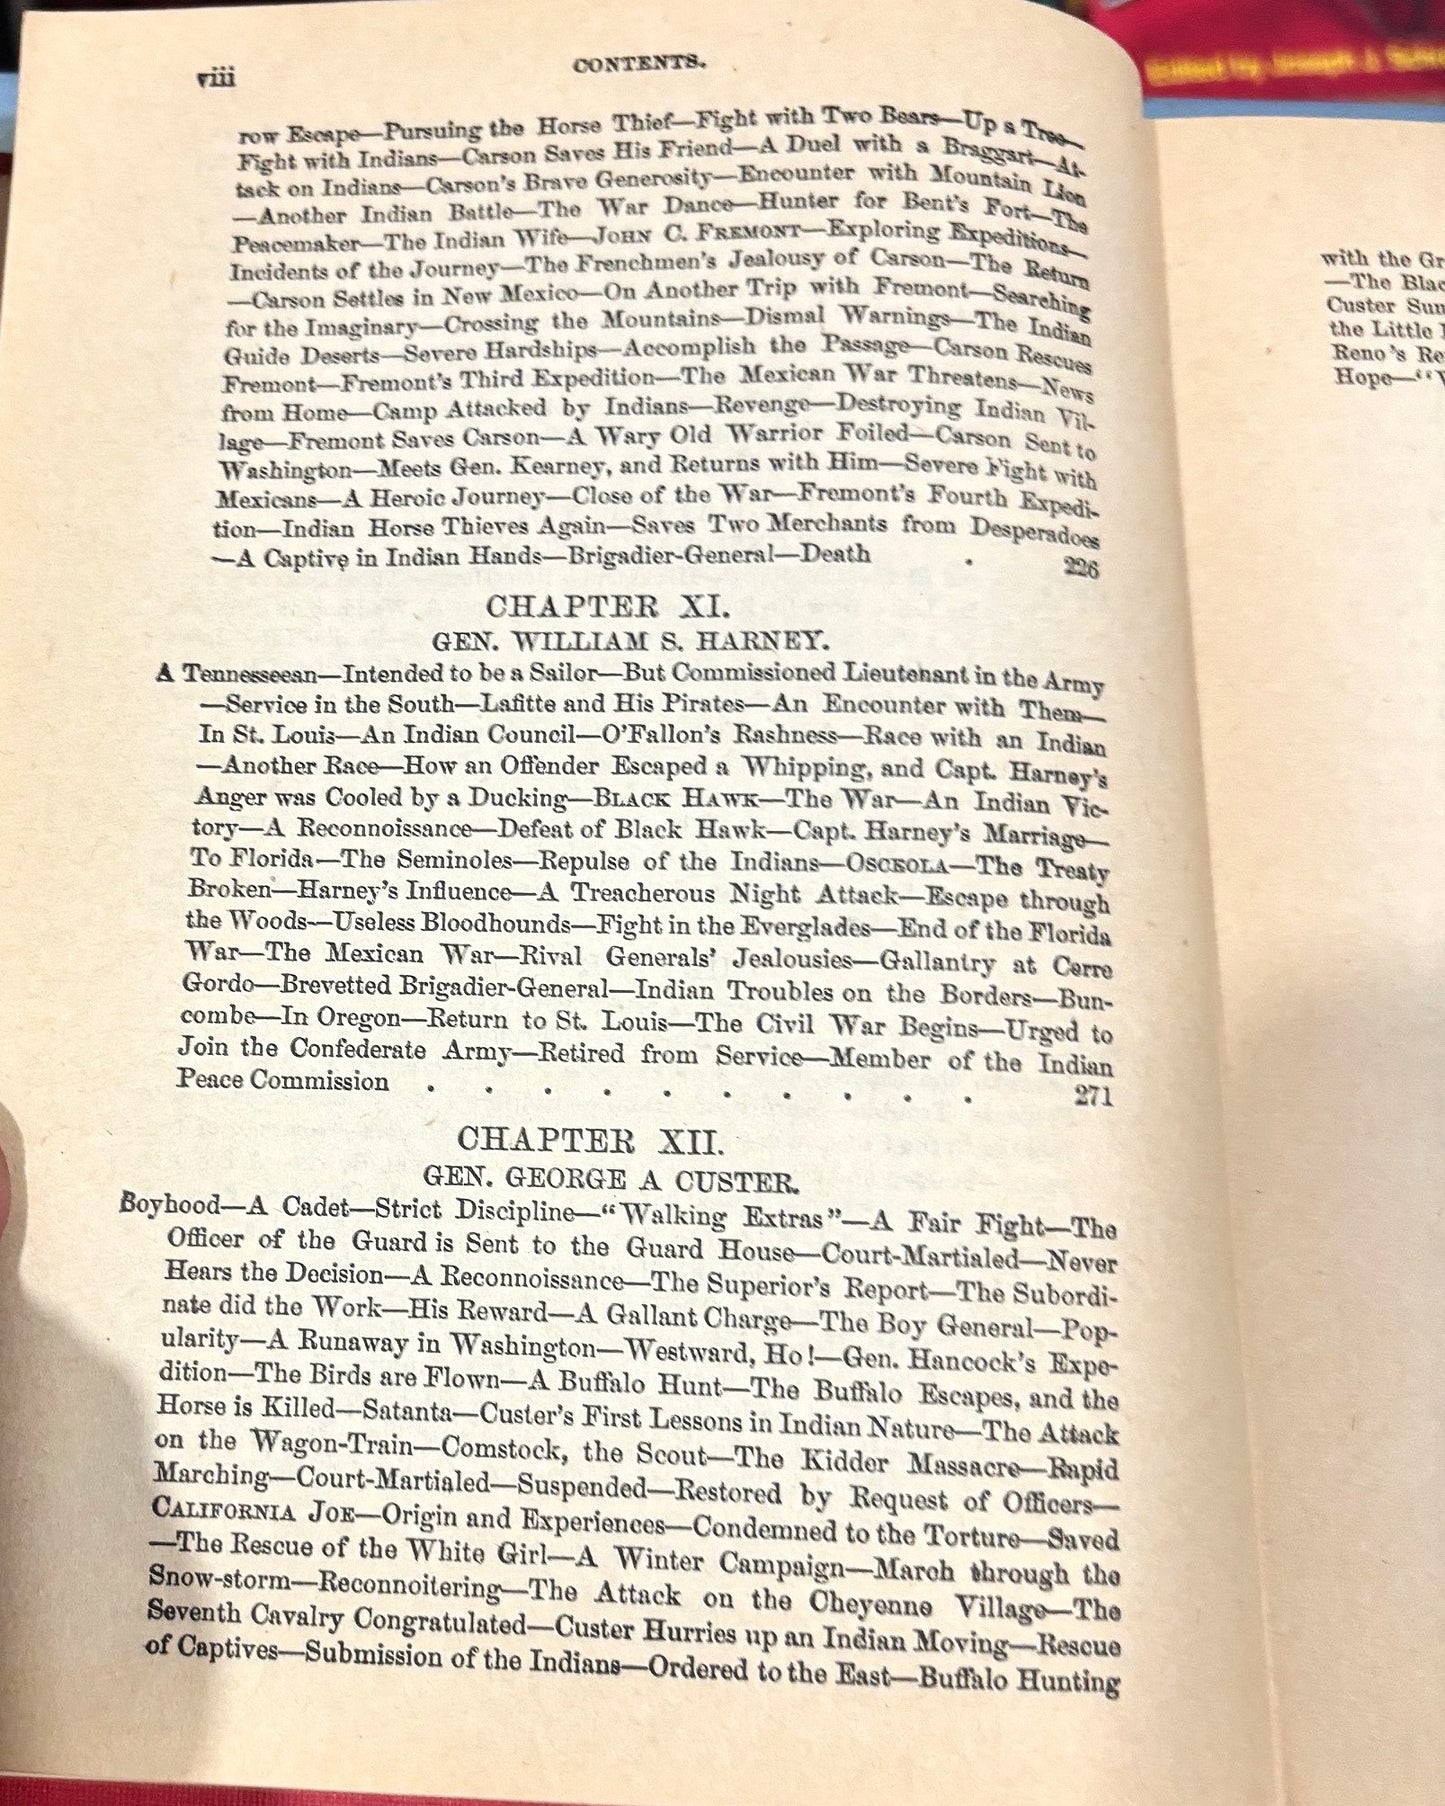 viii
CONTENTS.
row Escape—Pursuing the Horse Thief—Fight with Two Bears—Up a Tree—
Fight with Indians—Carson Saves His Friend—A Duel with a Braggart—At-
tack on Indians—Carson's Brave Generosity—Encounter with Mountain Lion
—Another Indian Battle—The War Dance—Hunter for Bent's Fort—The
Peacemaker—The Indian Wife—JOHN C. FREMONT—Exploring Expeditions—
Incidents of the Journey—The Frenchmen's Jealousy of Carson—The Return
—Carson Settles in New Mexico—On Another Trip with Fremont—Searching
for the Imaginary—Crossing the Mountains—Dismal Warnings—The Indian
Guide Deserts—Severe Hardships—Accomplish the Passage—Carson Rescues
Fremont—Fremont's Third Expedition—The Mexican War Threatens—News
from Home—Camp Attacked by Indians—Revenge—Destroying Indian Vil-
lage—Fremont Saves Carson—A Wary Old Warrior Foiled—Carson Sent to
Washington—Meets Gen. Kearney, and Returns with Him—Severe Fight with
Mexicans—A Heroic Journey—Close of the War—Fremont's Fourth Expedi-
tion—Indian Horse Thieves Again—Saves Two Merchants from Desperadoes
—A Captive in Indian Hands—Brigadier-General—Death . 226
CHAPTER XI.
GEN. WILLIAM S. HARNEY.
A Tennesseean—Intended to be a Sailor—But Commissioned Lieutenant in the Army
—Service in the South—Lafitte and His Pirates—An Encounter with Them—
In St. Louis—An Indian Council—O'Fallon's Rashness—Race with an Indian
—Another Race—How an Offender Escaped a Whipping, and Capt. Harney's
Anger was Cooled by a Ducking—BLACK HAWK—The War—An Indian Vic-
tory—A Reconnoissance—Defeat of Black Hawk—Capt. Harney's Marriage—
To Florida—The Seminoles—Repulse of the Indians—OSCEOLA—The Treaty
Broken—Harney's Influence—A Treacherous Night Attack—Escape through
the Woods—Useless Bloodhounds—Fight in the Everglades—End of the Florida
War—The Mexican War—Rival Generals' Jealousies—Gallantry at Cerre
Gordo—Brevetted Brigadier-General—Indian Troubles on the Borders—Bun-
combe—In Oregon—Return to St. Louis—The Civil War Begins—Urged to
Join the Confederate Army—Retired from Service—Member of the Indian
Peace Commission . . . . . . . . . . 271
CHAPTER XII.
GEN. GEORGE A CUSTER.
Boyhood—A Cadet—Strict Discipline—“Walking Extras”—A Fair Fight—The
Officer of the Guard is Sent to the Guard House—Court-Martialed—Never
Hears the Decision—A Reconnoissance—The Superior's Report—The Subordi-
nate did the Work—His Reward—A Gallant Charge—The Boy General—Pop-
ularity—A Runaway in Washington—Westward, Ho!—Gen. Hancock's Expe-
dition—The Birds are Flown—A Buffalo Hunt—The Buffalo Escapes, and the
Horse is Killed—Satanta—Custer's First Lessons in Indian Nature—The Attack
on the Wagon-Train—Comstock, the Scout—The Kidder Massacre—Rapid
Marching—Court-Martialed—Suspended—Restored by Request of Officers—
CALIFORNIA JOE—Origin and Experiences—Condemned to the Torture—Saved
—The Rescue of the White Girl—A Winter Campaign—March through the
Snow-storm—Reconnoitering—The Attack on the Cheyenne Village—The
Seventh Cavalry Congratulated—Custer Hurries up an Indian Moving—Rescue
of Captives—Submission of the Indians—Ordered to the East—Buffalo Hunting
with the Gr
—The Blac
Custer Sun
the Little
Reno's Re
Hope—“
Edited by Joseph J.